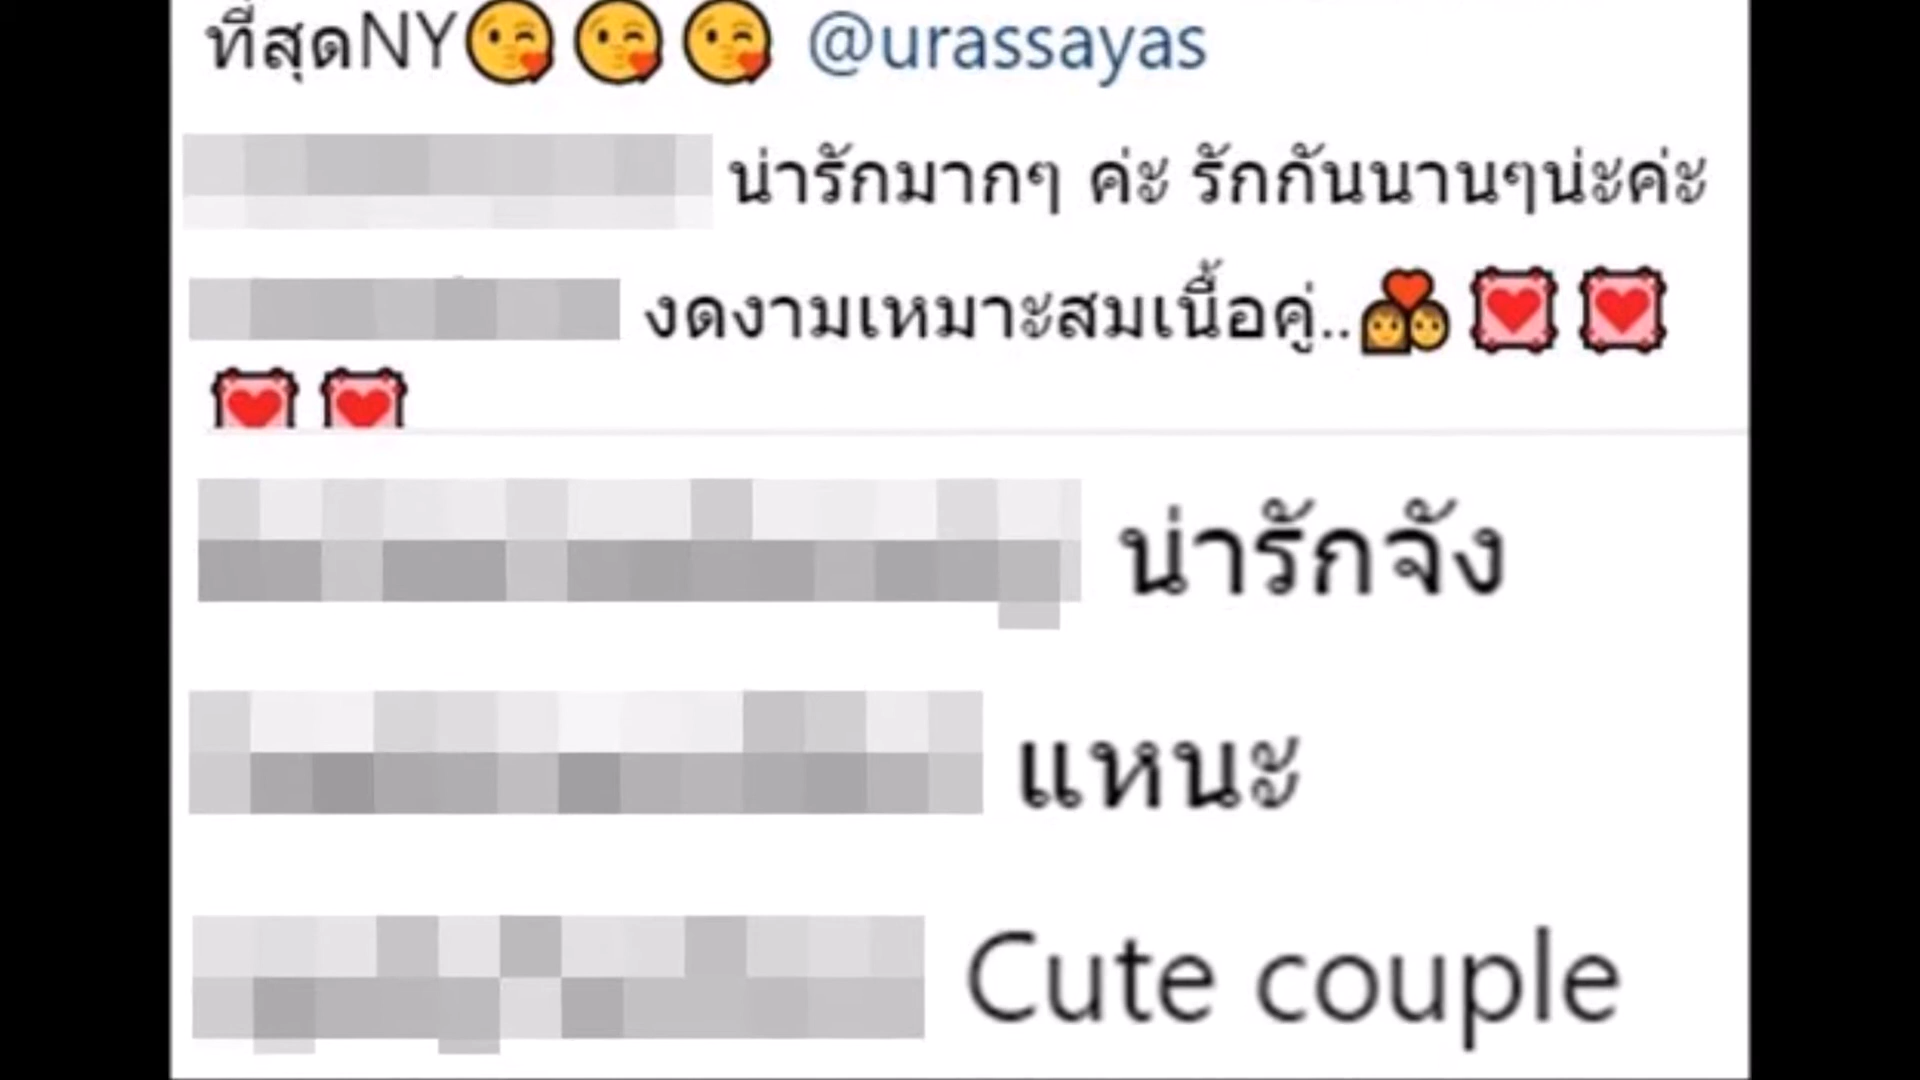 ที่สุดNY😘😘😘 @urassayas
น่ารักมากๆ ค่ะ รักกันนานๆน่ะค่ะ
งดงามเหมาะสมเนื้อคู่..💏💟💟
💟💟
น่ารักจัง
แหนะ
Cute couple